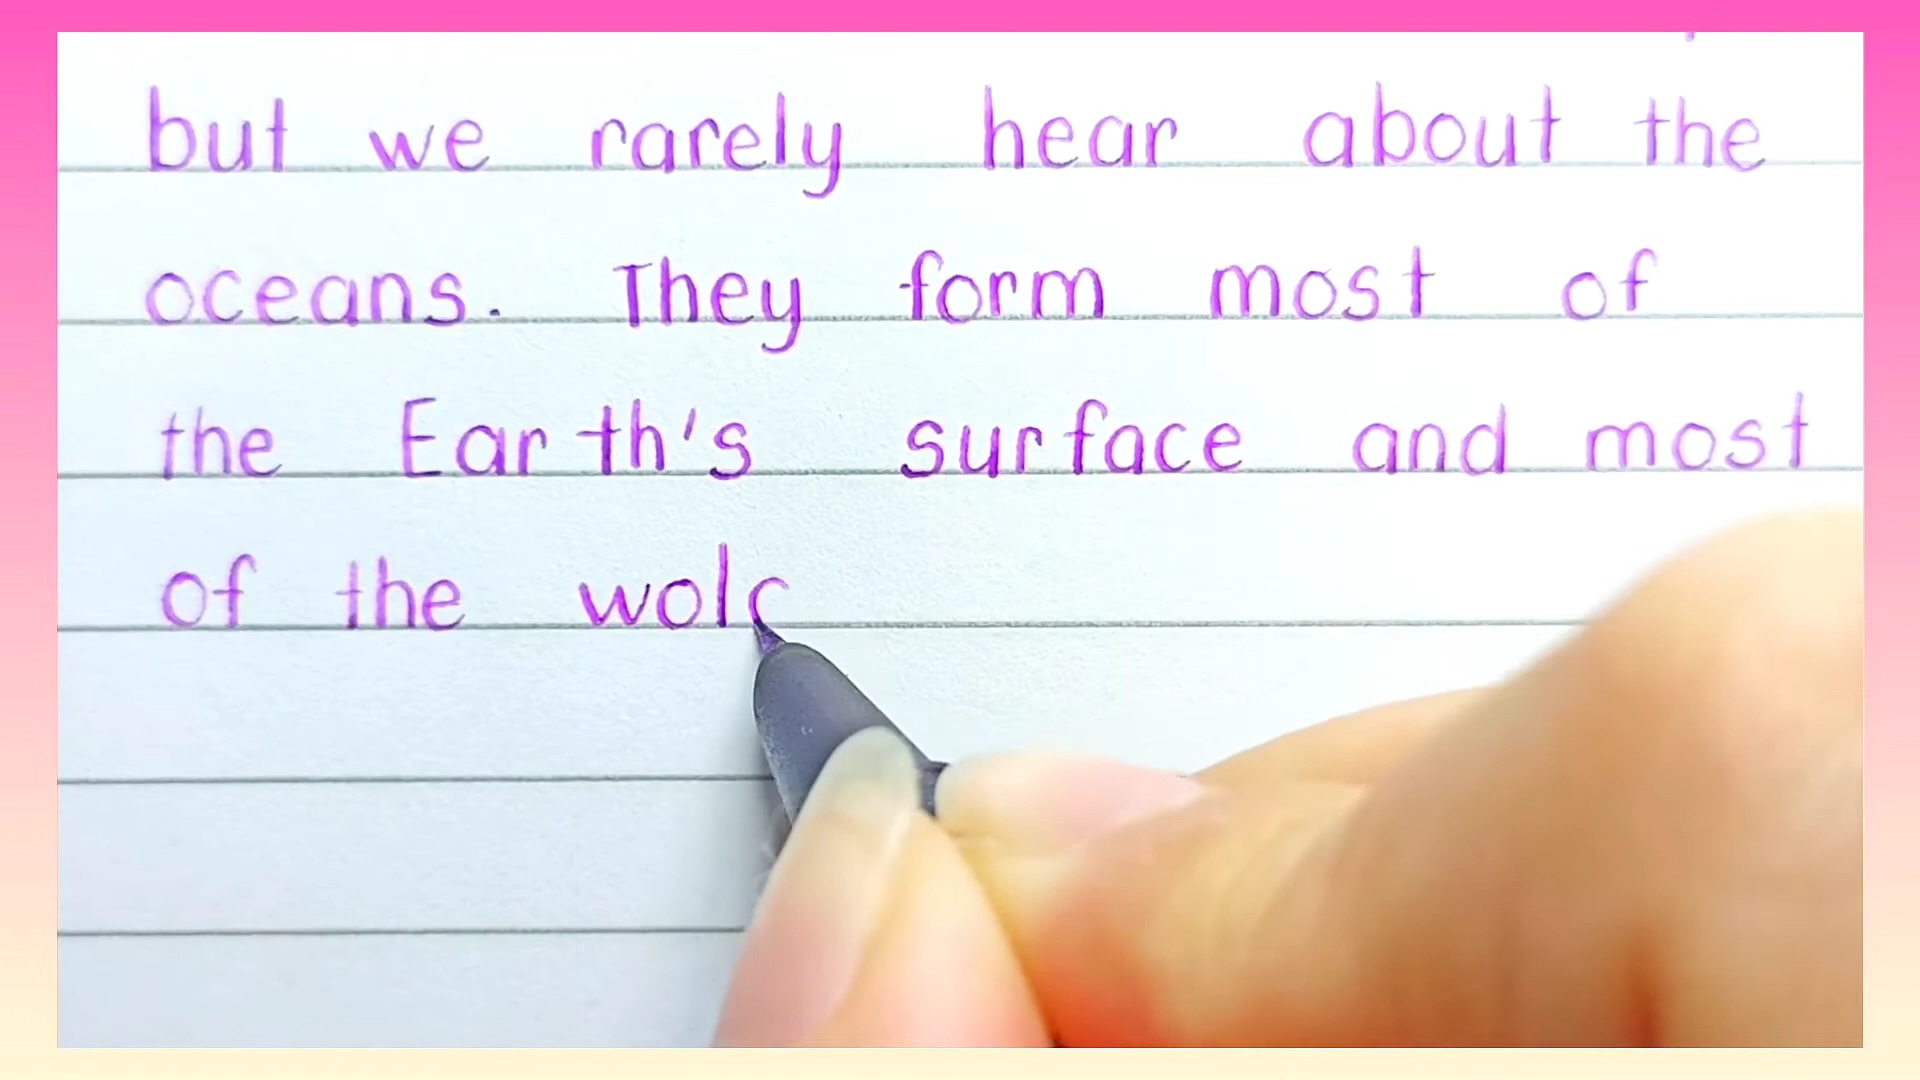 but we rarely hear about the
oceans. They form most of
the Earth's surface and most
of the wolc